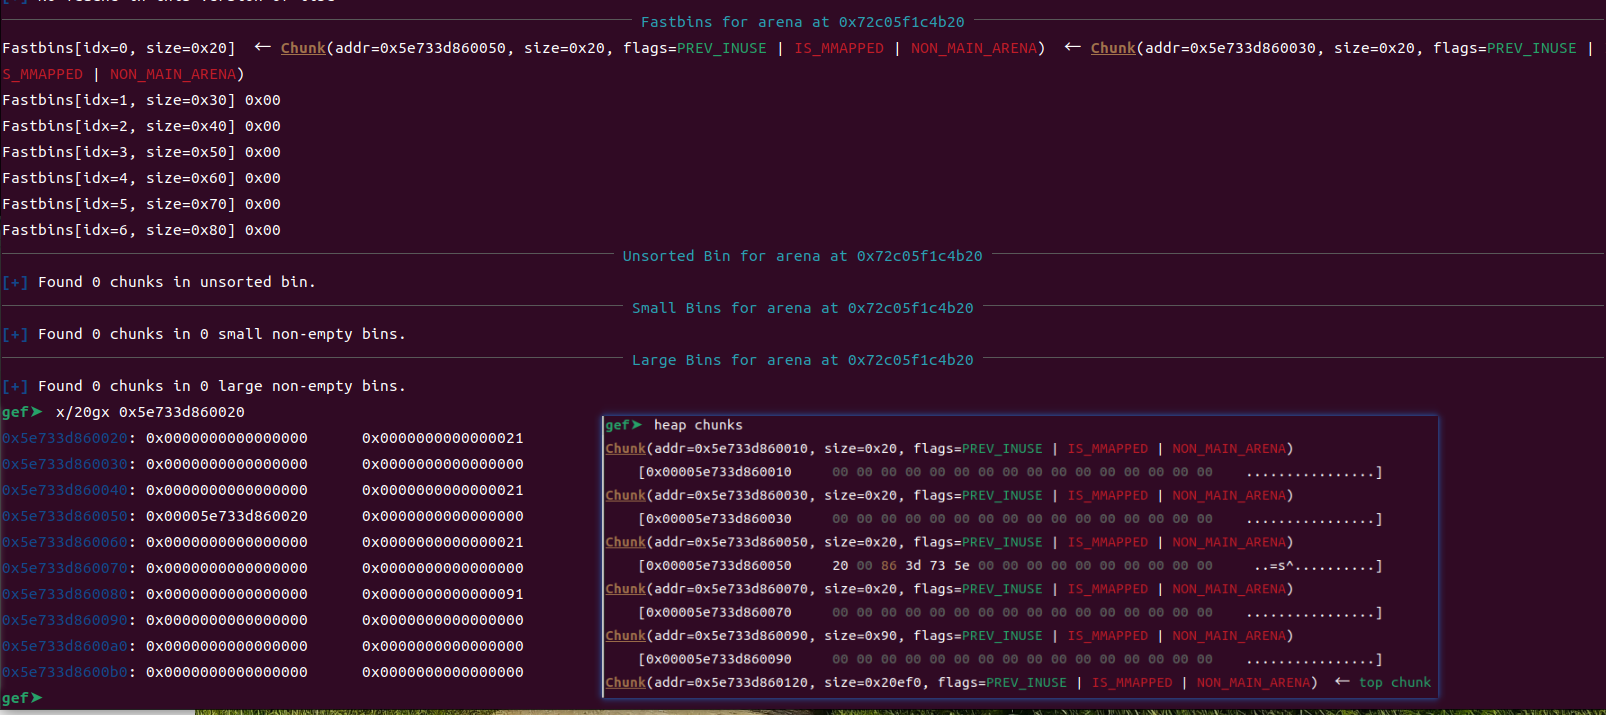 Fastbins for arena at 0x72c05f1c4b20
Fastbins[idx=0, size=0x20]  ←  Chunk(addr=0x5e733d860050, size=0x20, flags=PREV_INUSE | IS_MMAPPED | NON_MAIN_ARENA)  ←  Chunk(addr=0x5e733d860030, size=0x20, flags=PREV_INUSE |
S_MMAPPED | NON_MAIN_ARENA)
Fastbins[idx=1, size=0x30] 0x00
Fastbins[idx=2, size=0x40] 0x00
Fastbins[idx=3, size=0x50] 0x00
Fastbins[idx=4, size=0x60] 0x00
Fastbins[idx=5, size=0x70] 0x00
Fastbins[idx=6, size=0x80] 0x00
Unsorted Bin for arena at 0x72c05f1c4b20
[+] Found 0 chunks in unsorted bin.
Small Bins for arena at 0x72c05f1c4b20
[+] Found 0 chunks in 0 small non-empty bins.
Large Bins for arena at 0x72c05f1c4b20
[+] Found 0 chunks in 0 large non-empty bins.
gef➤  x/20gx 0x5e733d860020
0x5e733d860020: 0x0000000000000000      0x0000000000000021
0x5e733d860030: 0x0000000000000000      0x0000000000000000
0x5e733d860040: 0x0000000000000000      0x0000000000000021
0x5e733d860050: 0x00005e733d860020      0x0000000000000000
0x5e733d860060: 0x0000000000000000      0x0000000000000021
0x5e733d860070: 0x0000000000000000      0x0000000000000000
0x5e733d860080: 0x0000000000000000      0x0000000000000091
0x5e733d860090: 0x0000000000000000      0x0000000000000000
0x5e733d8600a0: 0x0000000000000000      0x0000000000000000
0x5e733d8600b0: 0x0000000000000000      0x0000000000000000
gef➤
gef➤  heap chunks
Chunk(addr=0x5e733d860010, size=0x20, flags=PREV_INUSE | IS_MMAPPED | NON_MAIN_ARENA)
[0x00005e733d860010     00 00 00 00 00 00 00 00 00 00 00 00 00 00 00 00    ................]
Chunk(addr=0x5e733d860030, size=0x20, flags=PREV_INUSE | IS_MMAPPED | NON_MAIN_ARENA)
[0x00005e733d860030     00 00 00 00 00 00 00 00 00 00 00 00 00 00 00 00    ................]
Chunk(addr=0x5e733d860050, size=0x20, flags=PREV_INUSE | IS_MMAPPED | NON_MAIN_ARENA)
[0x00005e733d860050     20 00 86 3d 73 5e 00 00 00 00 00 00 00 00 00 00     ..=s^..........]
Chunk(addr=0x5e733d860070, size=0x20, flags=PREV_INUSE | IS_MMAPPED | NON_MAIN_ARENA)
[0x00005e733d860070     00 00 00 00 00 00 00 00 00 00 00 00 00 00 00 00    ................]
Chunk(addr=0x5e733d860090, size=0x90, flags=PREV_INUSE | IS_MMAPPED | NON_MAIN_ARENA)
[0x00005e733d860090     00 00 00 00 00 00 00 00 00 00 00 00 00 00 00 00    ................]
Chunk(addr=0x5e733d860120, size=0x20ef0, flags=PREV_INUSE | IS_MMAPPED | NON_MAIN_ARENA)  ←  top chunk